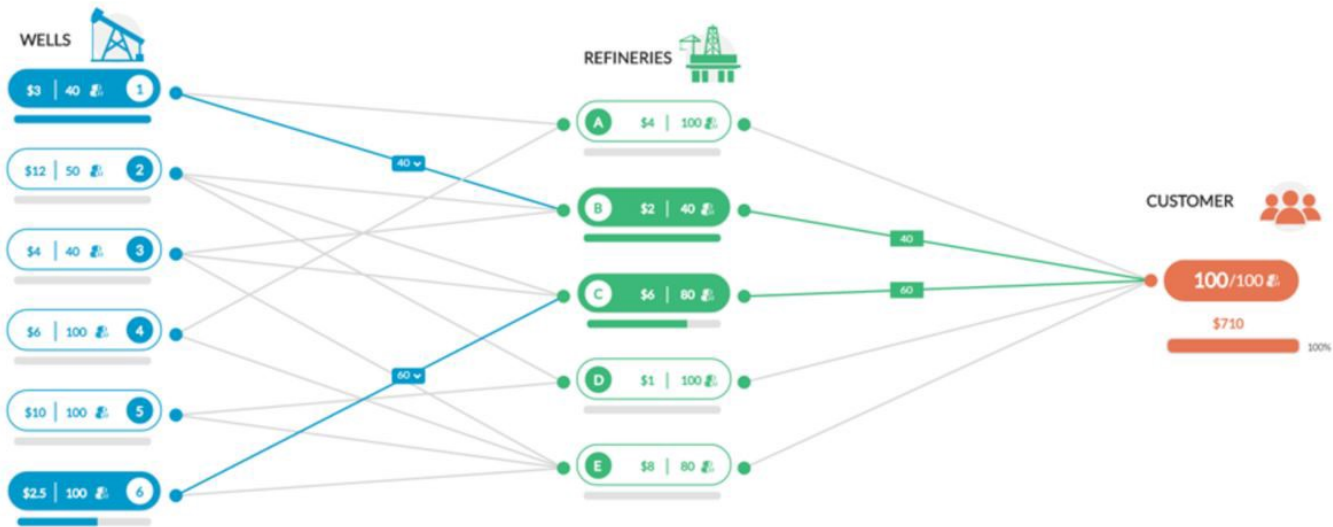 WELLS
$3 | 40 1
$12 | 50 2
$4 | 40 3
$6 | 100 4
$10 | 100 5
$2.5 | 100 6
40
60
REFINERIES
A $4 | 100
B $2 | 40
C $6 | 80
D $1 | 100
E $8 | 80
40
60
CUSTOMER
100/100
$710
100%